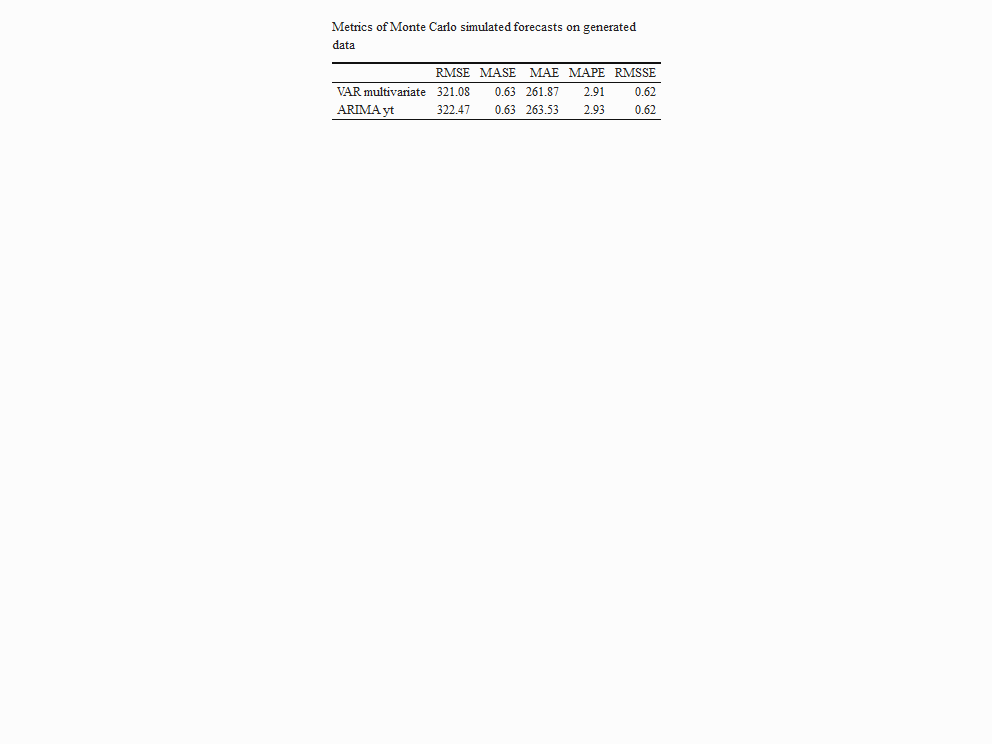 Metrics of Monte Carlo simulated forecasts on generated
data
RMSE MASE MAE MAPE RMSSE
VAR multivariate 321.08 0.63 261.87 2.91 0.62
ARIMA yt 322.47 0.63 263.53 2.93 0.62